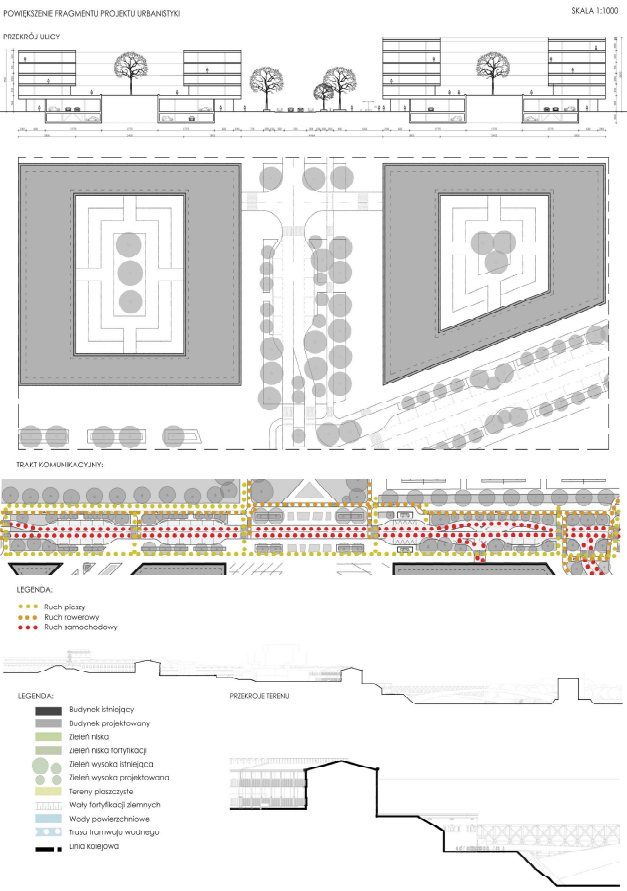 POWIĘKSZENIE FRAGMENTU PROJEKTU URBANISTYKI
SKALA 1:1000
PRZEKRÓJ ULICY
TRAKT KOMUNIKACYJNY:
LEGENDA:
Ruch pieszy
Ruch rowerowy
Ruch samochodowy
LEGENDA:
PRZEKROJE TERENU
Budynek istniejący
Budynek projektowany
Zieleń niska
Zieleń niska fortyfikacji
Zieleń wysoka istniejąca
Zieleń wysoka projektowana
Tereny piaszczyste
Wały fortyfikacji ziemnych
Wody powierzchniowe
Trasa tramwaju wodnego
Linia kolejowa